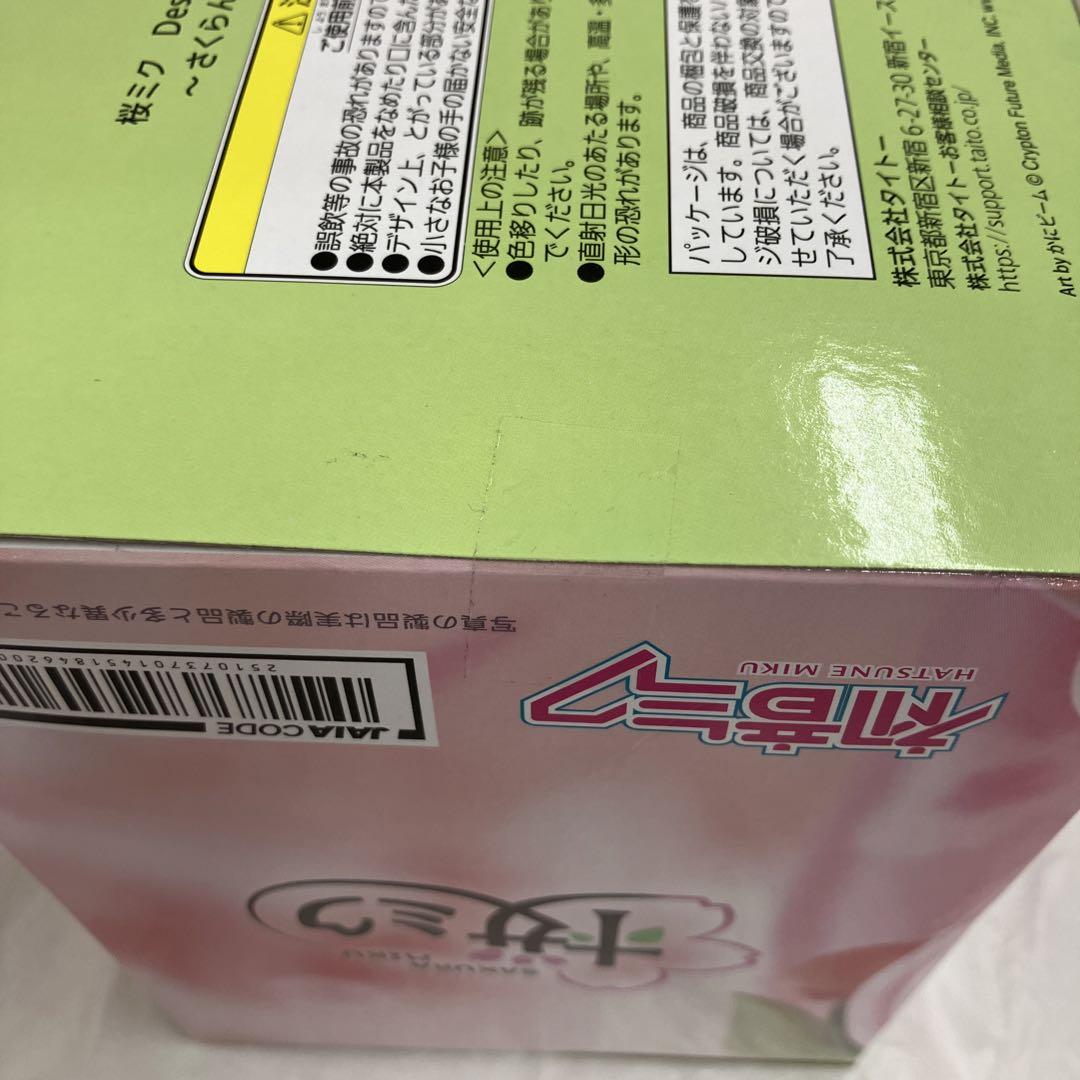 桜ミク Des
～さくらん
ご使用前
●誤飲等の事故の恐れがありますので
●絶対に本製品をなめたり口に含んだ
●デザイン上、とがっている部分があ
●小さなお子様の手の届かない安全な
<使用上の注意>
●色移りしたり、跡が残る場合があり
でください。
●直射日光のあたる場所や、高温・多
形の恐れがあります。
パッケージは、商品の梱包と保護を
しています。商品破損を伴わないパ
ジ破損については、商品交換の対象
せていただく場合がございますので
了承ください。
株式会社タイトー
東京都新宿区新宿 6-27-30 新宿イース
株式会社タイトーお客様相談センター
https://support.taito.co.jp/
Art by かにビーム © Crypton Future Media, INC. ww
写真の製品は実際の製品と多少異なるこ
JAIA CODE
初音ミク
HATSUNE MIKU
桜ミク
SAKURA MIKU